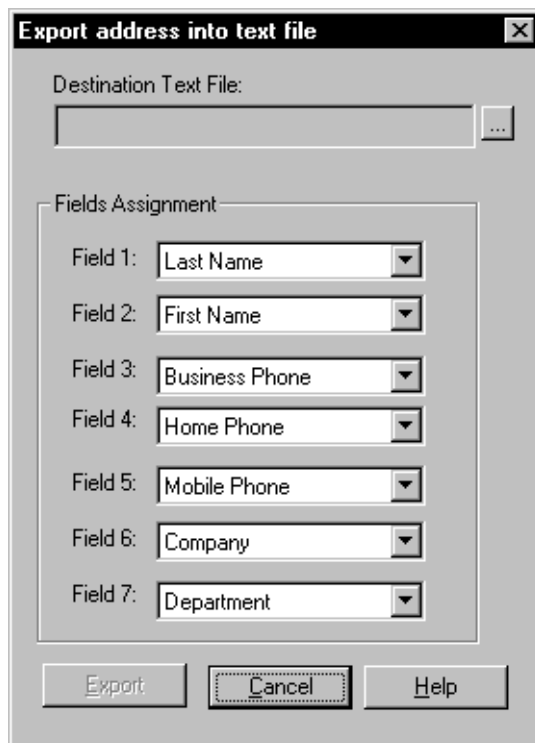 Export address into text file
Destination Text File:
...
Fields Assignment
Field 1: Last Name
Field 2: First Name
Field 3: Business Phone
Field 4: Home Phone
Field 5: Mobile Phone
Field 6: Company
Field 7: Department
Export Cancel Help